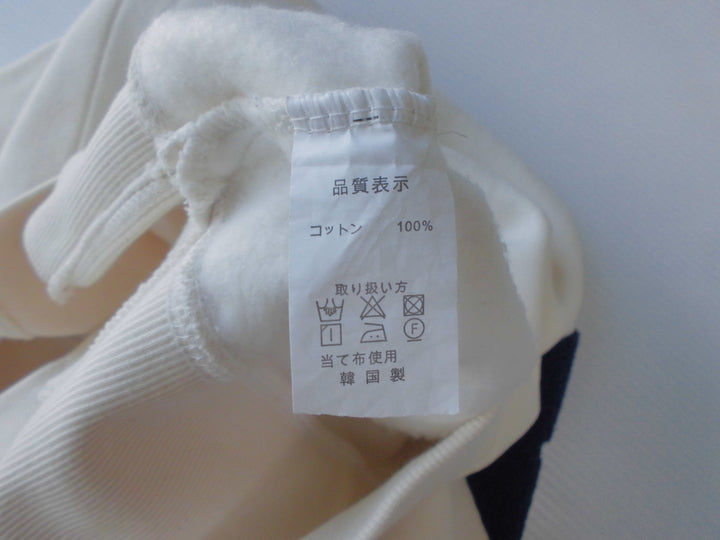 品質表示
コットン 100%
取り扱い方
F
当て布使用
韓国製